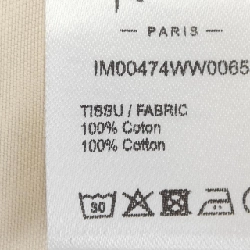 — PARIS —
IM00474WW0065
TISSU / FABRIC
100% Coton
100% Cotton
30